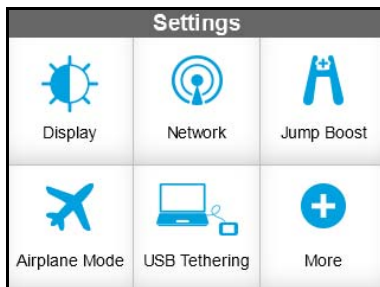 Settings
Display
Network
Jump Boost
Airplane Mode
USB Tethering
More